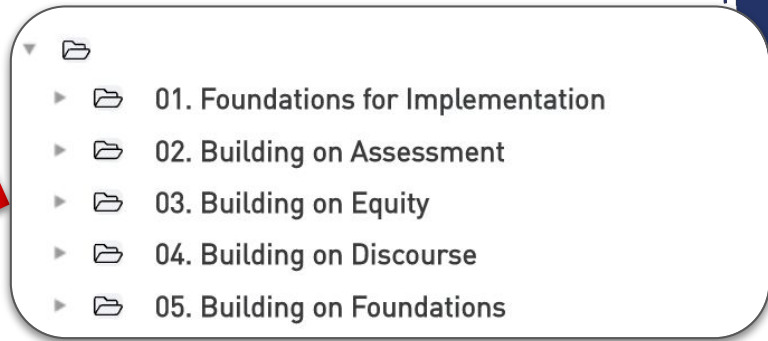 01. Foundations for Implementation
02. Building on Assessment
03. Building on Equity
04. Building on Discourse
05. Building on Foundations